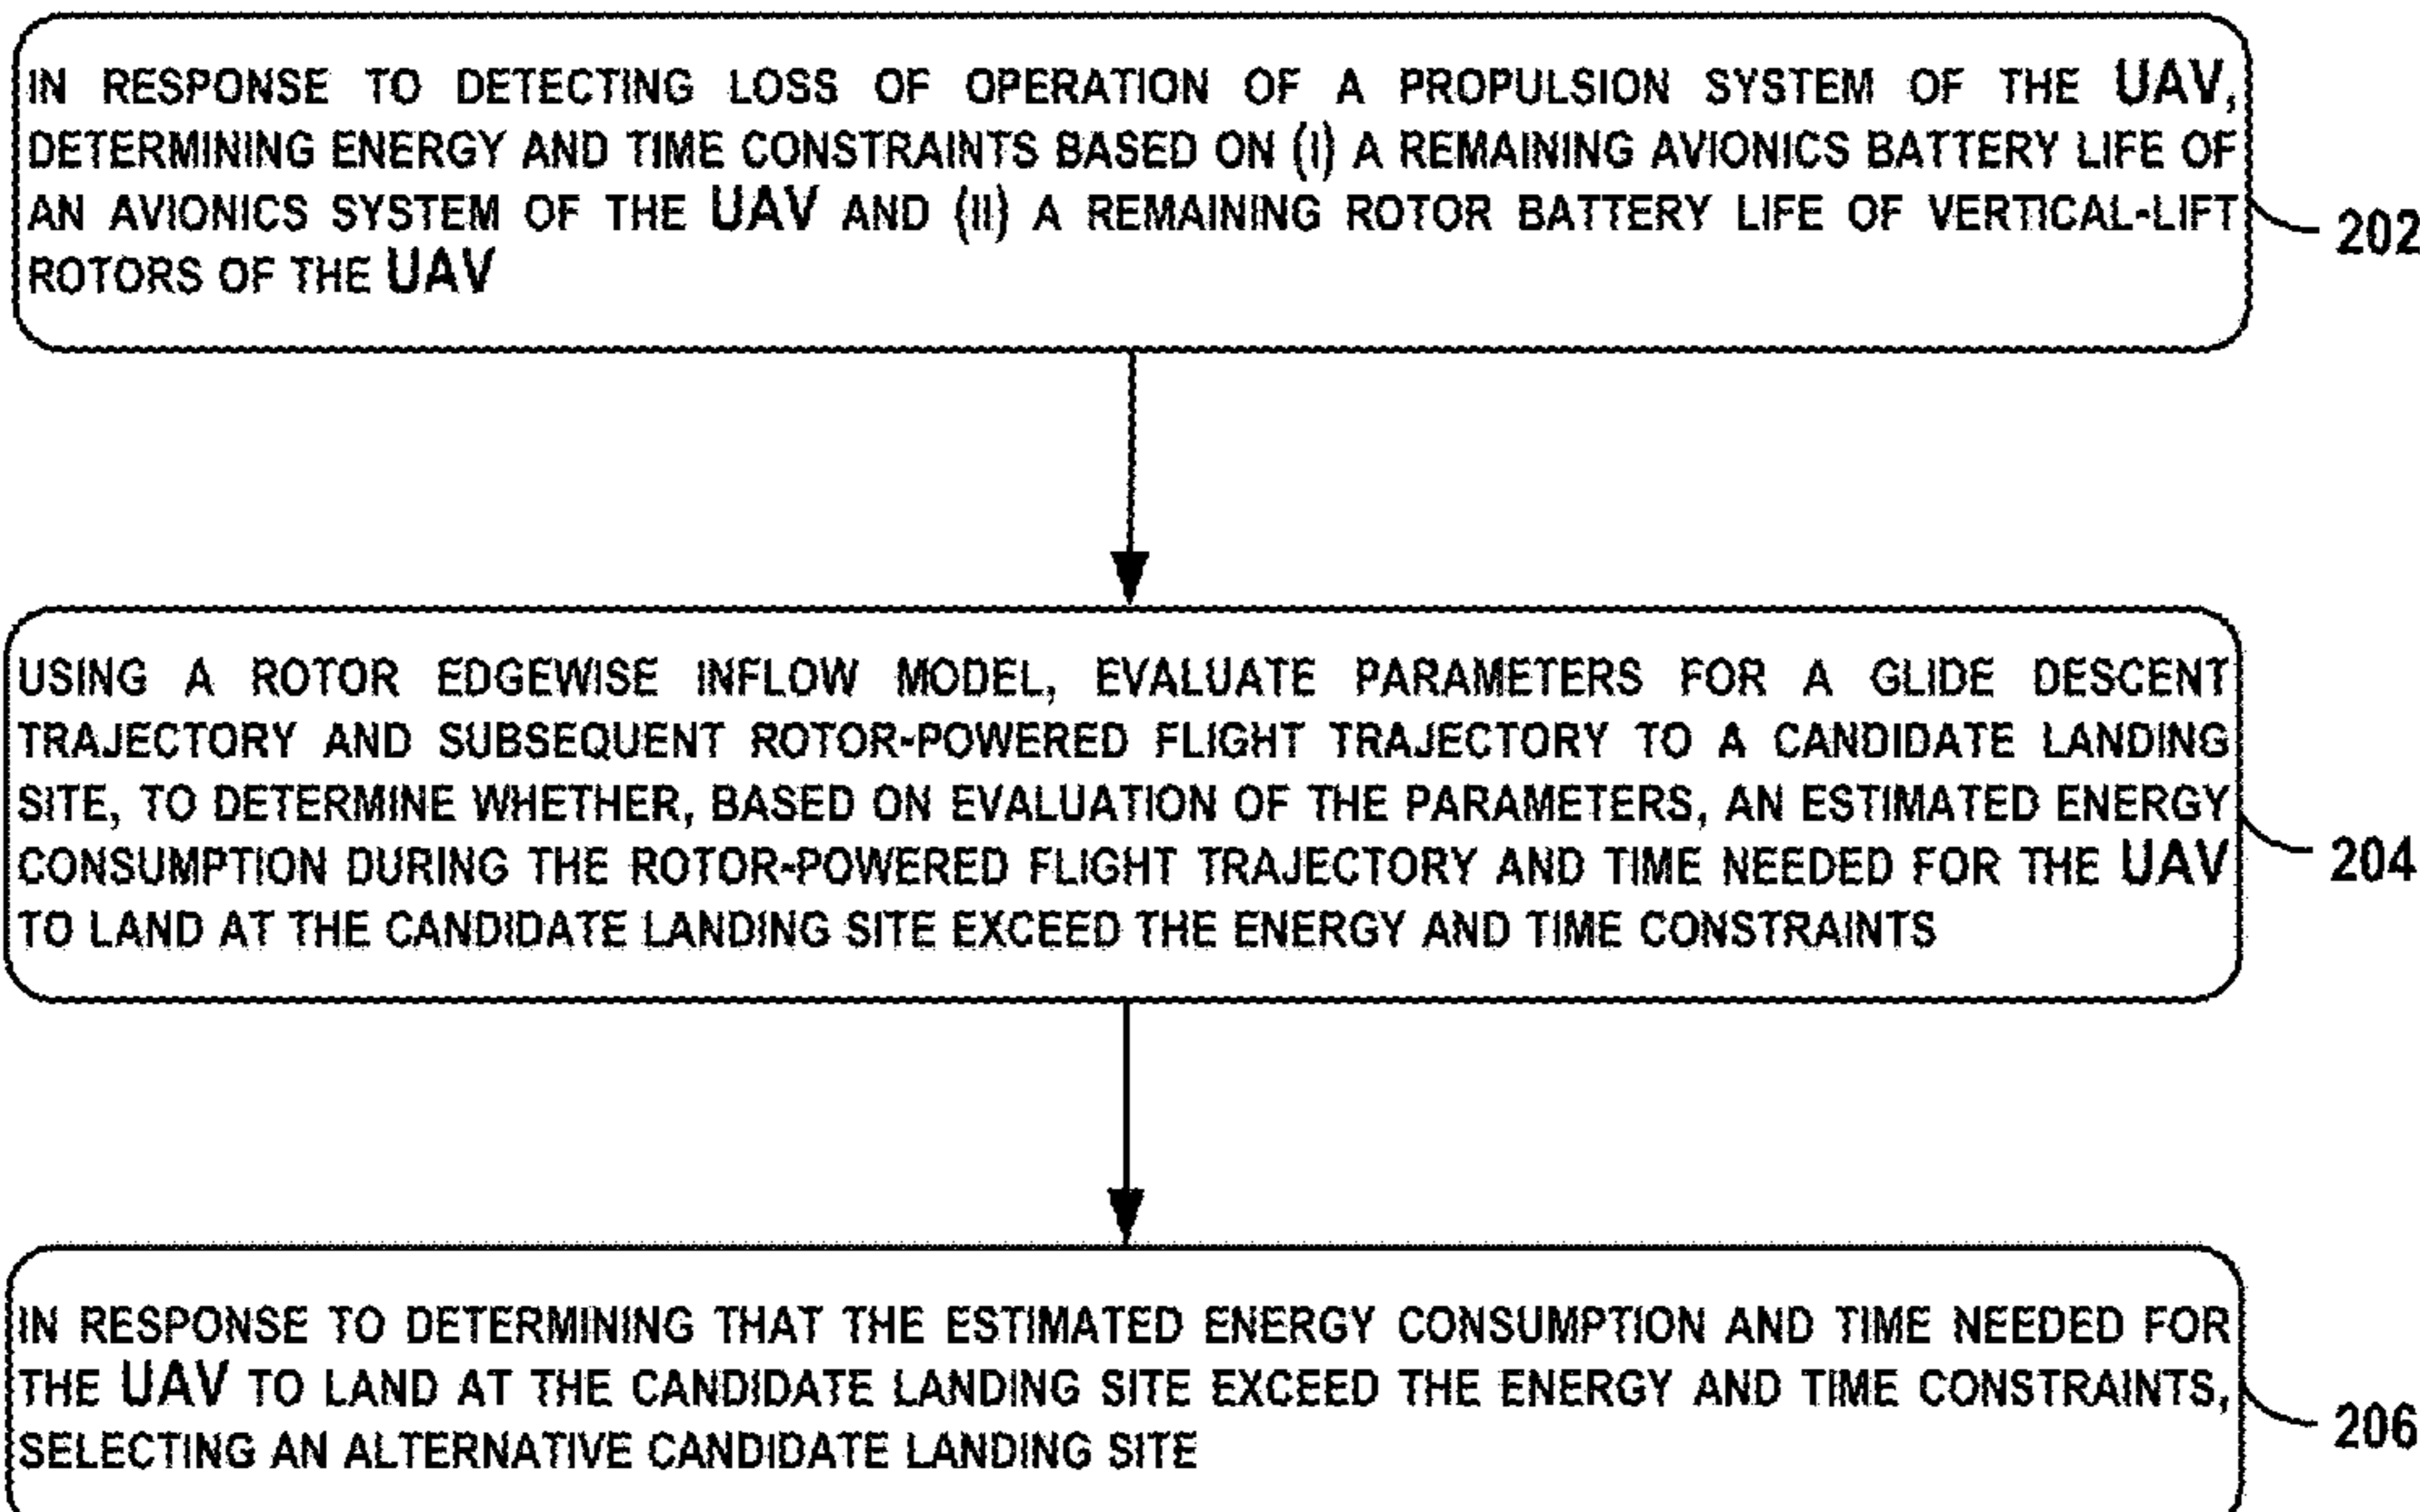 IN RESPONSE TO DETECTING LOSS OF OPERATION OF A PROPULSION SYSTEM OF THE UAV,
DETERMINING ENERGY AND TIME CONSTRAINTS BASED ON (I) A REMAINING AVIONICS BATTERY LIFE OF
AN AVIONICS SYSTEM OF THE UAV AND (II) A REMAINING ROTOR BATTERY LIFE OF VERTICAL-LIFT
ROTORS OF THE UAV
202
USING A ROTOR EDGEWISE INFLOW MODEL, EVALUATE PARAMETERS FOR A GLIDE DESCENT
TRAJECTORY AND SUBSEQUENT ROTOR-POWERED FLIGHT TRAJECTORY TO A CANDIDATE LANDING
SITE, TO DETERMINE WHETHER, BASED ON EVALUATION OF THE PARAMETERS, AN ESTIMATED ENERGY
CONSUMPTION DURING THE ROTOR-POWERED FLIGHT TRAJECTORY AND TIME NEEDED FOR THE UAV
TO LAND AT THE CANDIDATE LANDING SITE EXCEED THE ENERGY AND TIME CONSTRAINTS
204
IN RESPONSE TO DETERMINING THAT THE ESTIMATED ENERGY CONSUMPTION AND TIME NEEDED FOR
THE UAV TO LAND AT THE CANDIDATE LANDING SITE EXCEED THE ENERGY AND TIME CONSTRAINTS,
SELECTING AN ALTERNATIVE CANDIDATE LANDING SITE
206